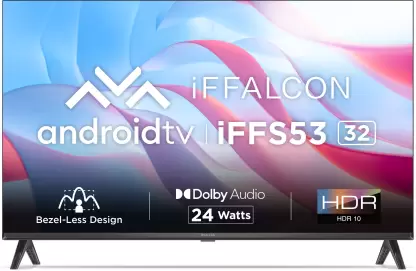 iFFALCON
androidtv iFFS53 32
Bezel-Less Design
Dolby Audio
24 Watts
HDR
HDR 10